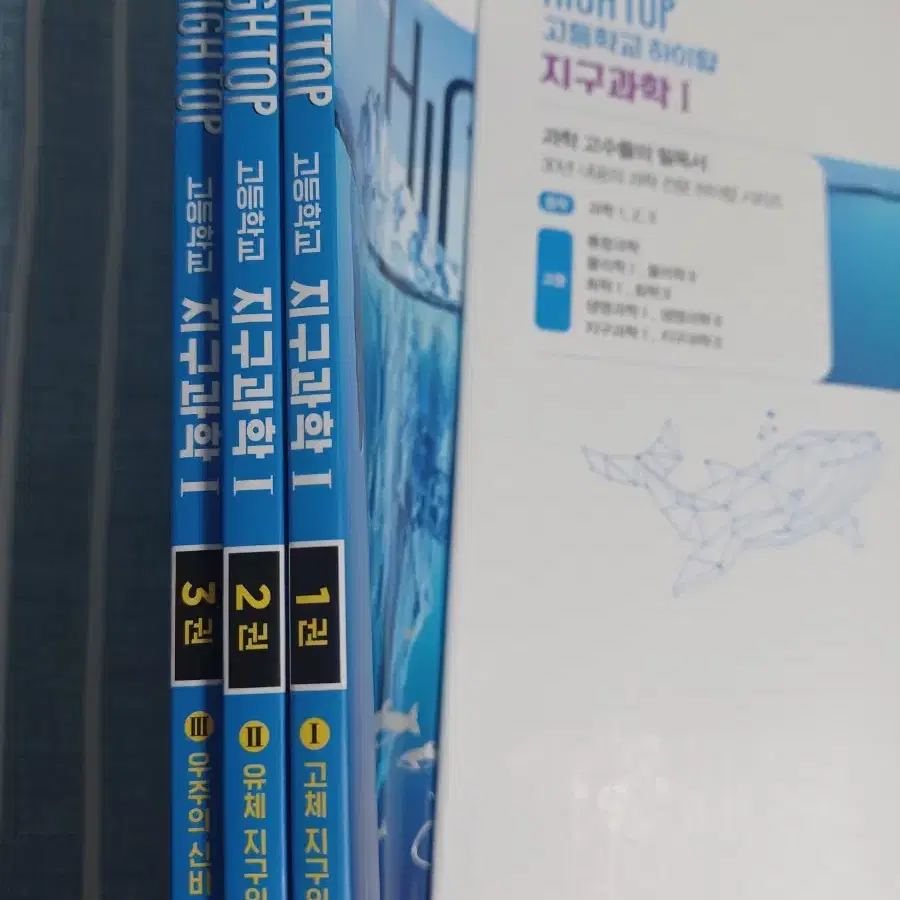 HIGH TOP
고등학교
지구과학 I
3권
III 우주의 신비
HIGH TOP
고등학교
지구과학 I
2권
II 유체 지구의
HIGH TOP
고등학교
지구과학 I
1권
I 고체 지구의
HIGH TOP
고등학교 하이탑
지구과학 I
과학 고수들의 필독서
과학 1, 2, 3
통합과학
물리학 I, 물리학 II
화학 I, 화학 II
생명과학 I, 생명과학 II
지구과학 I, 지구과학 II